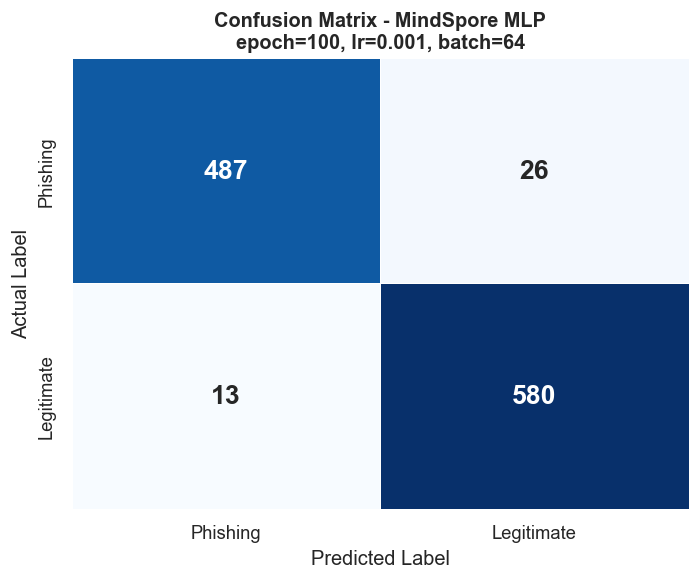 Confusion Matrix - MindSpore MLP
epoch=100, lr=0.001, batch=64
Actual Label
Phishing
487
26
Legitimate
13
580
Phishing
Legitimate
Predicted Label